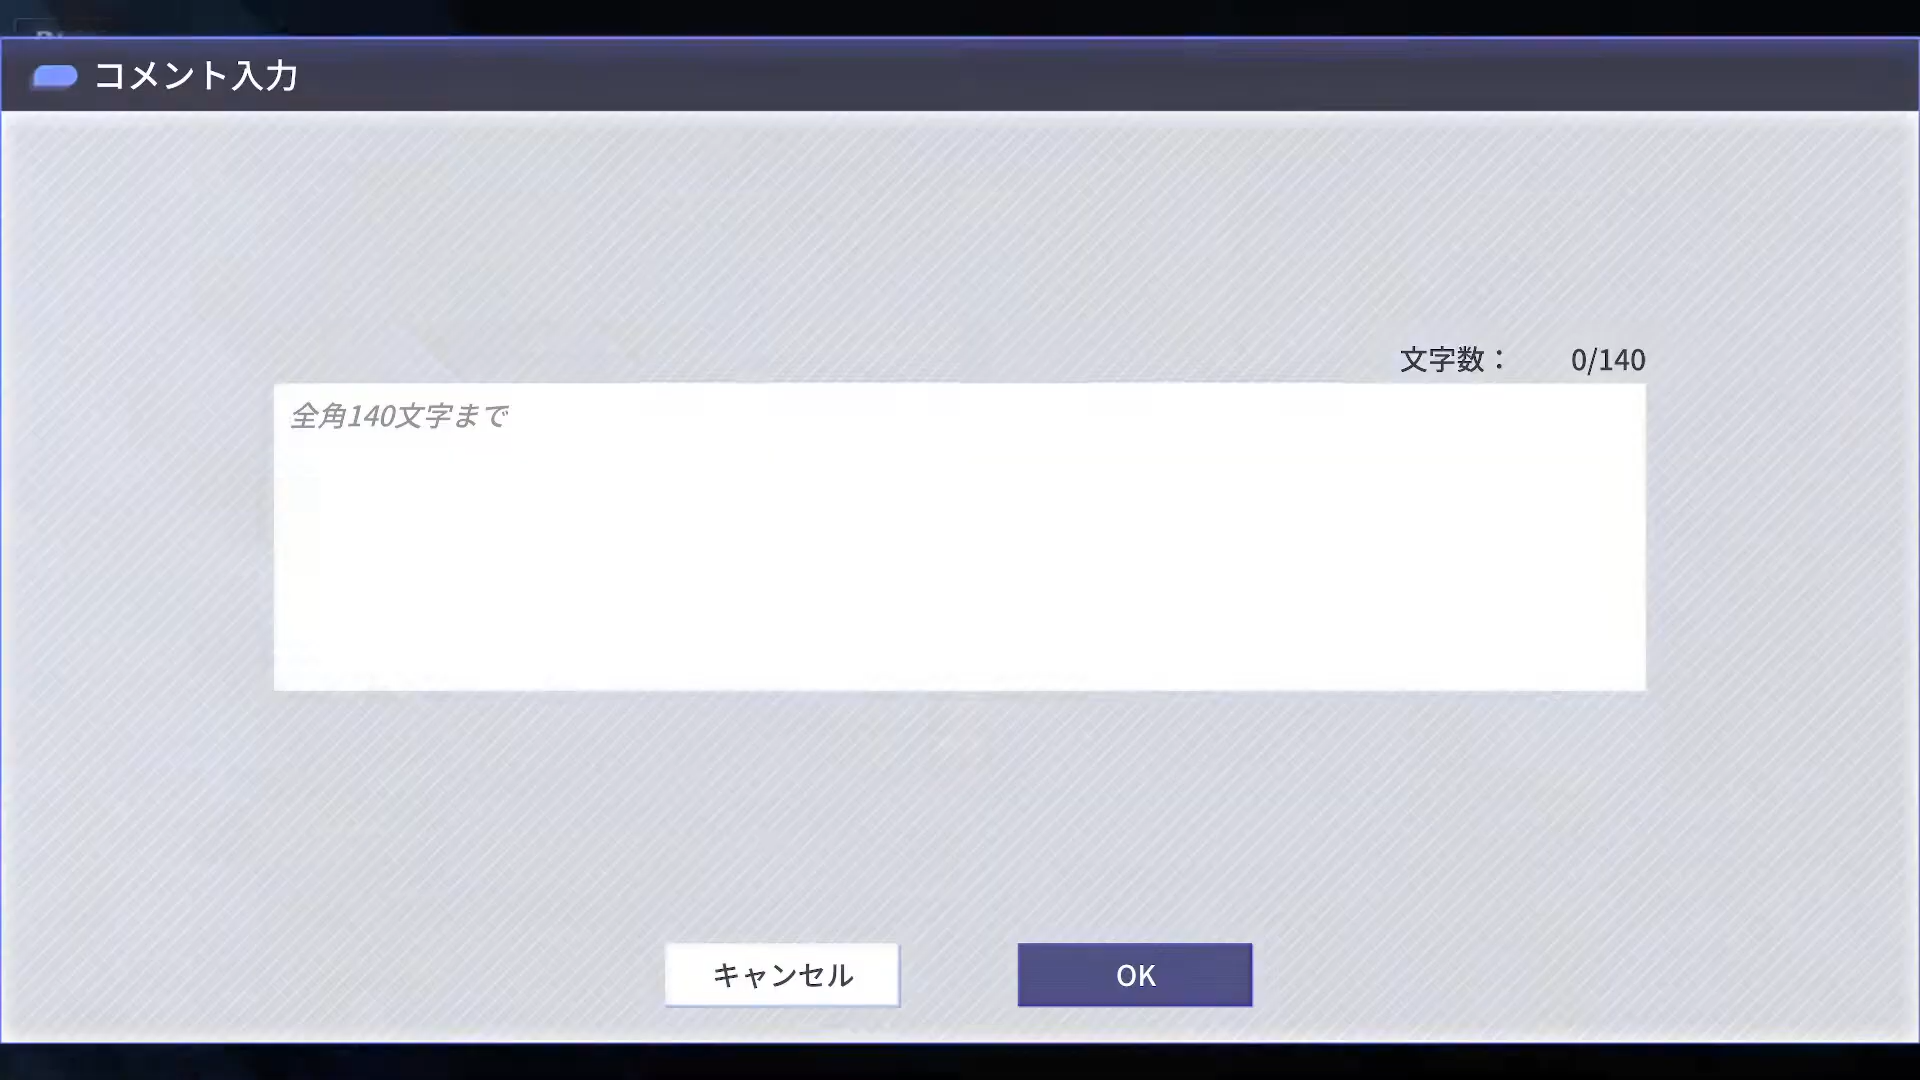 コメント入力
文字数： 0/140
全角140文字まで
キャンセル
OK